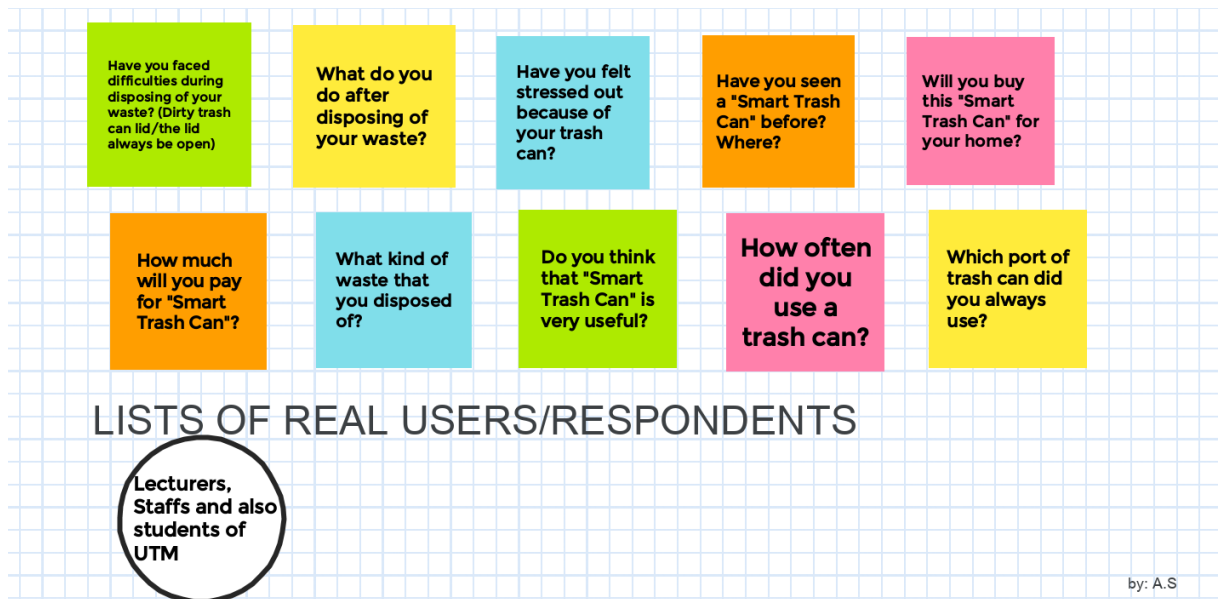 Have you faced
difficulties during
disposing of your
waste? (Dirty trash
can lid/the lid
always be open)
What do you
do after
disposing of
your waste?
Have you felt
stressed out
because of
your trash
can?
Have you seen
a "Smart Trash
Can" before?
Where?
Will you buy
this "Smart
Trash Can" for
your home?
How much
will you pay
for "Smart
Trash Can"?
What kind of
waste that
you disposed
of?
Do you think
that "Smart
Trash Can" is
very useful?
How often
did you
use a
trash can?
Which port of
trash can did
you always
use?
LISTS OF REAL USERS/RESPONDENTS
Lecturers,
Staffs and also
students of
UTM
by: A.S